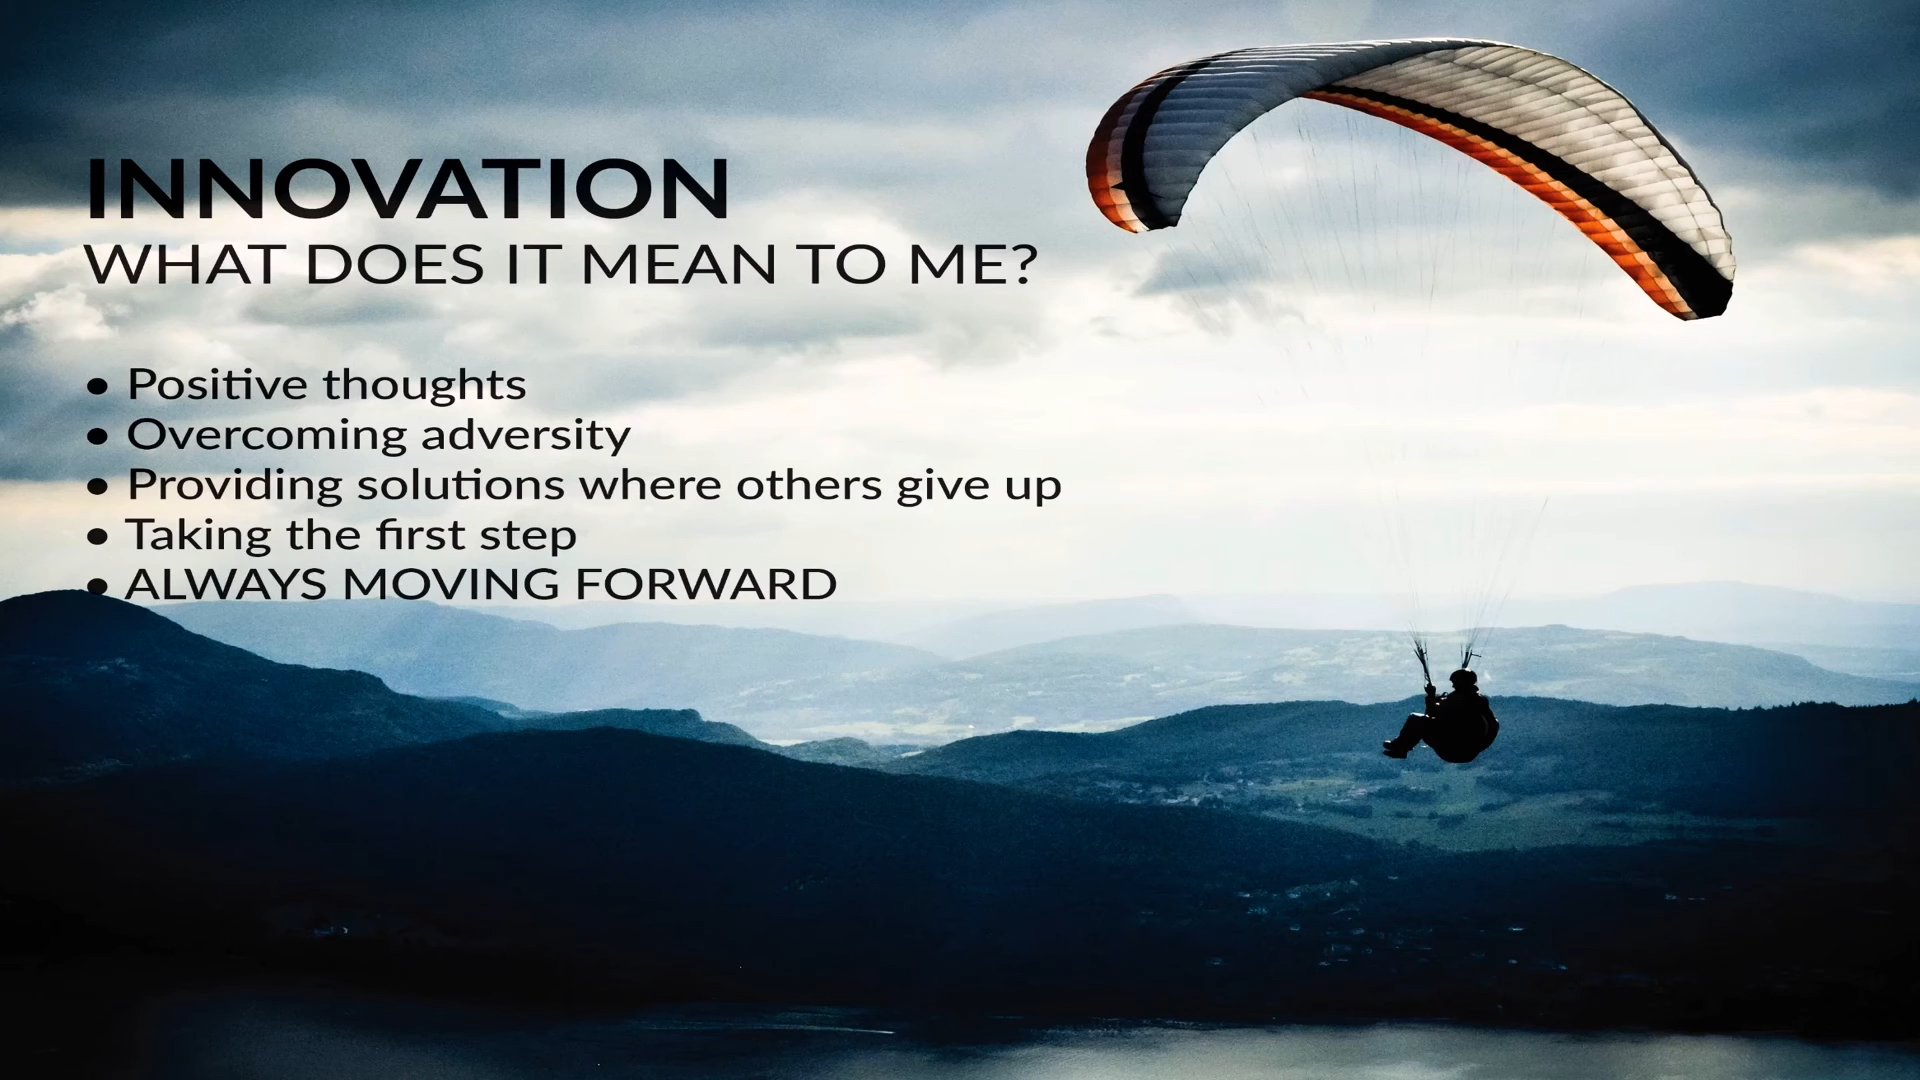 INNOVATION
WHAT DOES IT MEAN TO ME?
• Positive thoughts
• Overcoming adversity
• Providing solutions where others give up
• Taking the first step
• ALWAYS MOVING FORWARD